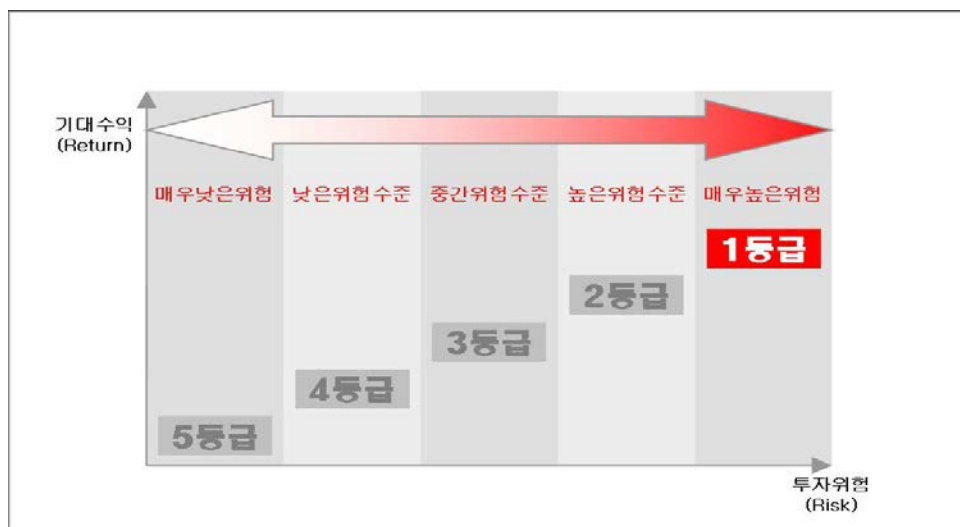 기대수익
(Return)
매우낮은위험 낮은위험수준 중간위험수준 높은위험수준 매우높은위험
1등급
2등급
3등급
4등급
5등급
투자위험
(Risk)